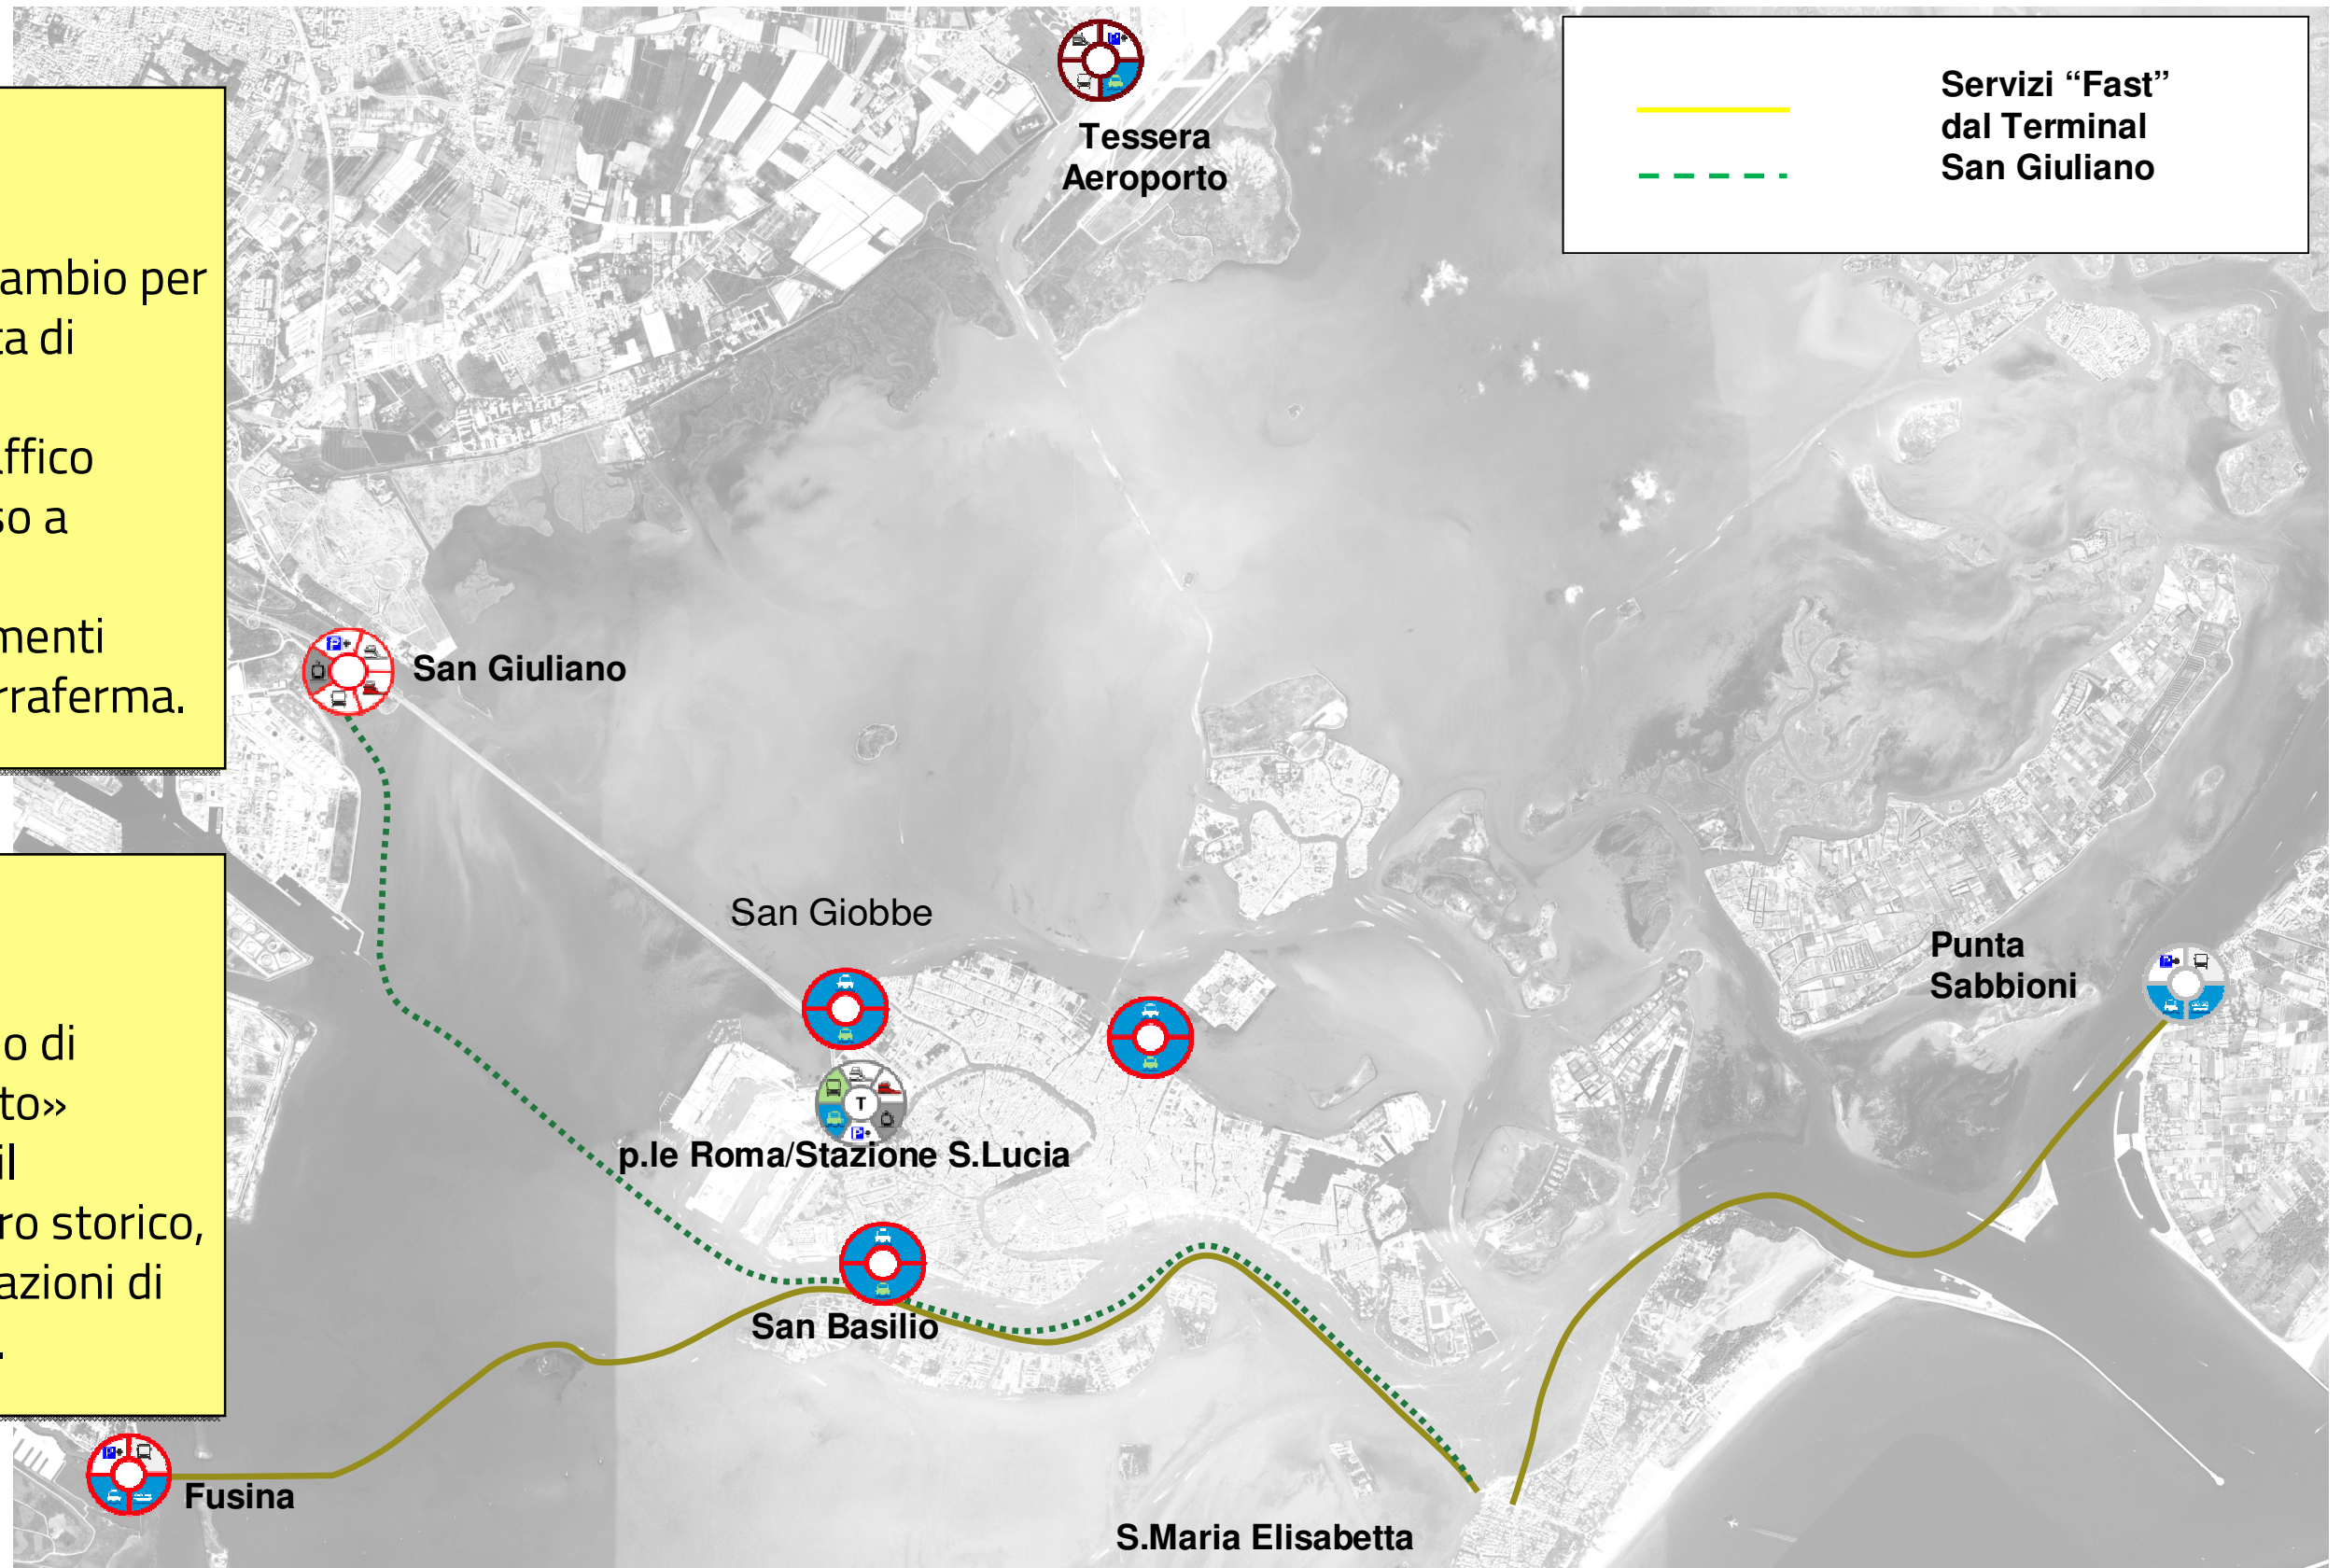 Servizi “Fast”
dal Terminal
San Giuliano
Tessera
Aeroporto
ambio per
a di
ffico
so a
menti
rraferma.
San Giuliano
San Giobbe
Punta
Sabbioni
o di
to»
il
ro storico,
azioni di
.
T
p.le Roma/Stazione S.Lucia
San Basilio
Fusina
S.Maria Elisabetta